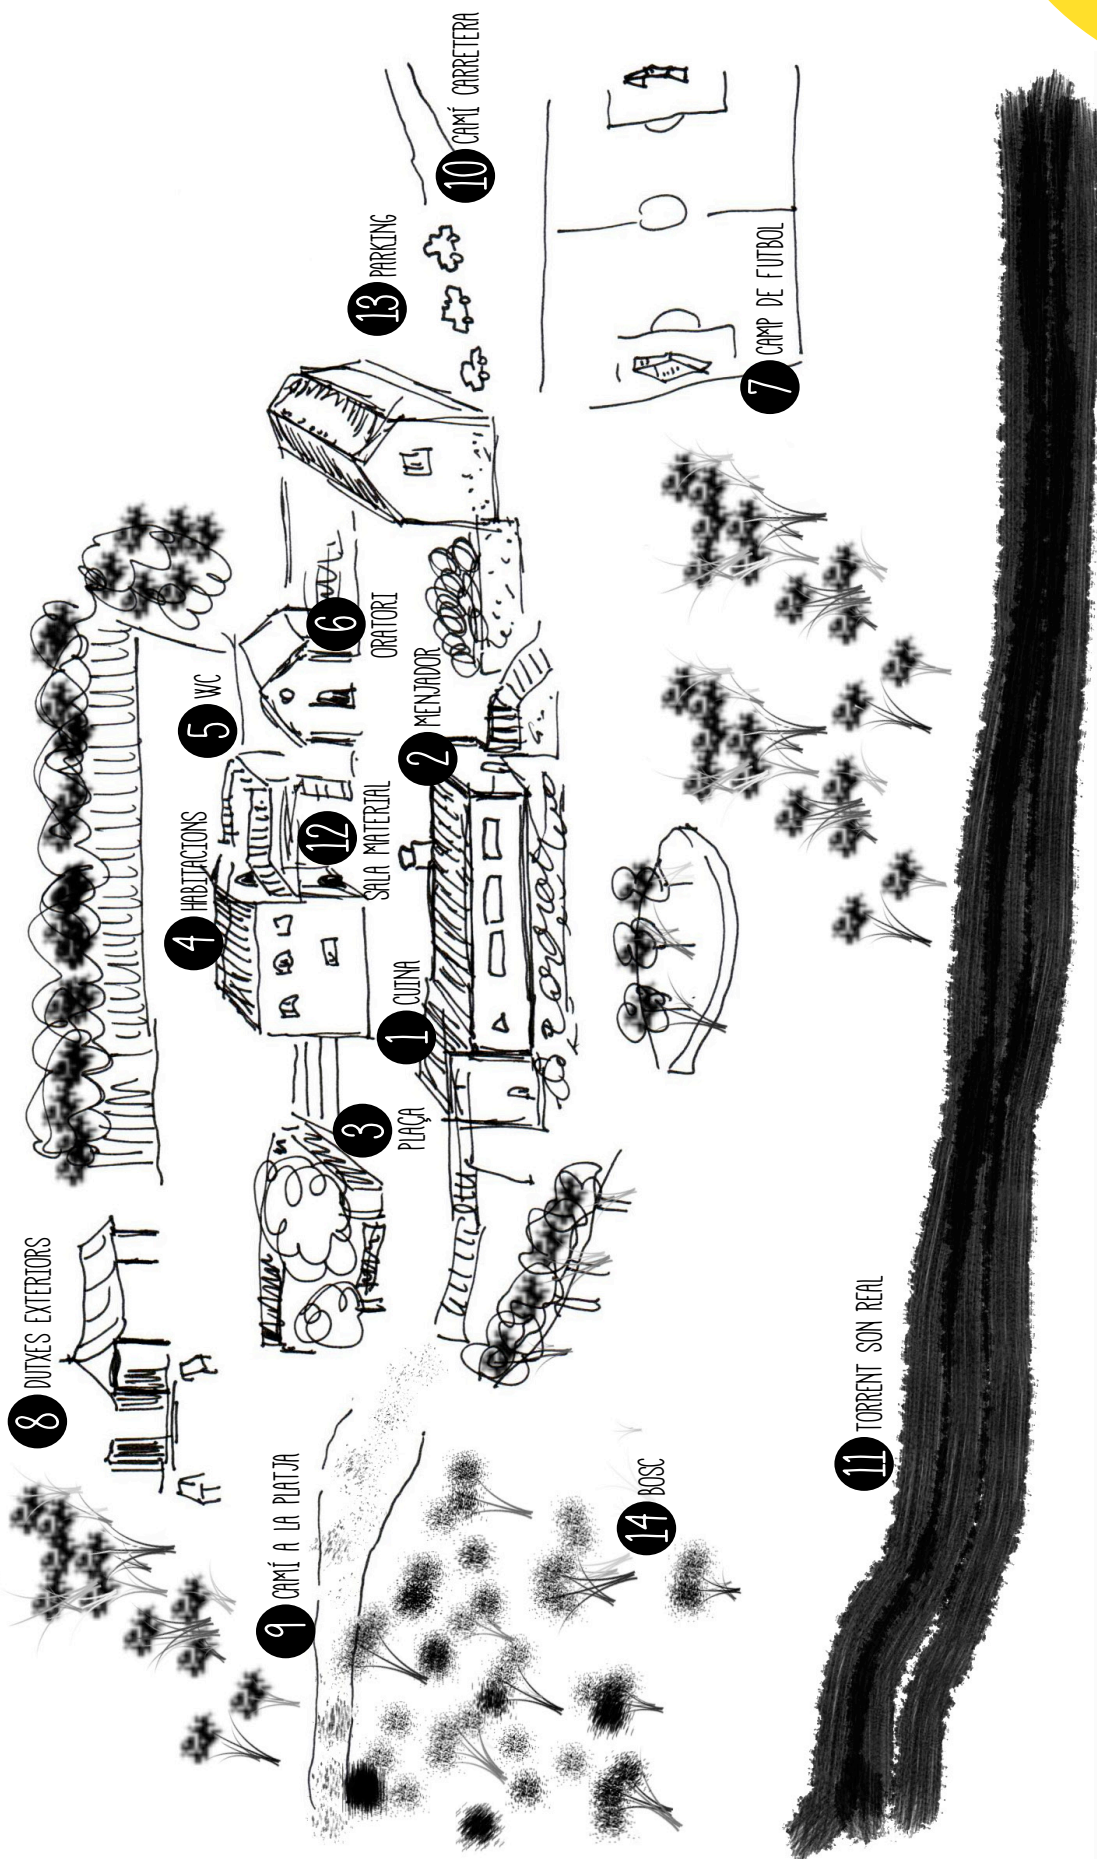 1 CUINA
2 MENJADOR
3 PLAÇA
4 HABITACIONS
5 WC
6 ORATORI
7 CAMP DE FUTBOL
8 DUTXES EXTERIORS
9 CAMÍ A LA PLATJA
10 CAMÍ CARRETERA
11 TORRENT SON REAL
12 SALA MATERIAL
13 PARKING
14 BOSC